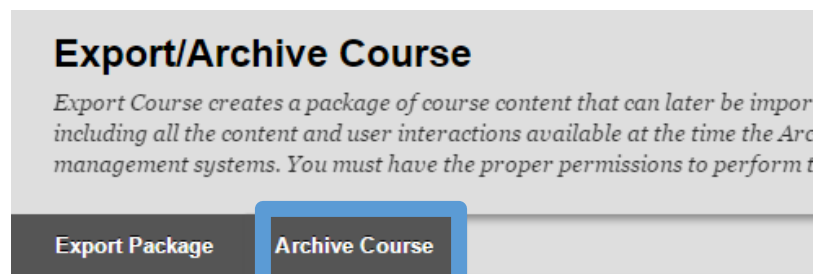 Export/Archive Course
Export Course creates a package of course content that can later be impor
including all the content and user interactions available at the time the Arc
management systems. You must have the proper permissions to perform t
Export Package Archive Course